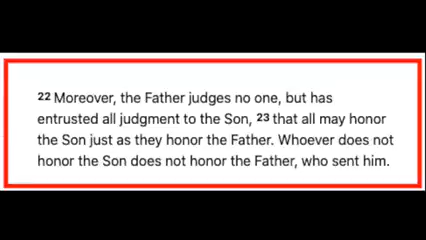 22 Moreover, the Father judges no one, but has
entrusted all judgment to the Son, 23 that all may honor
the Son just as they honor the Father. Whoever does not
honor the Son does not honor the Father, who sent him.